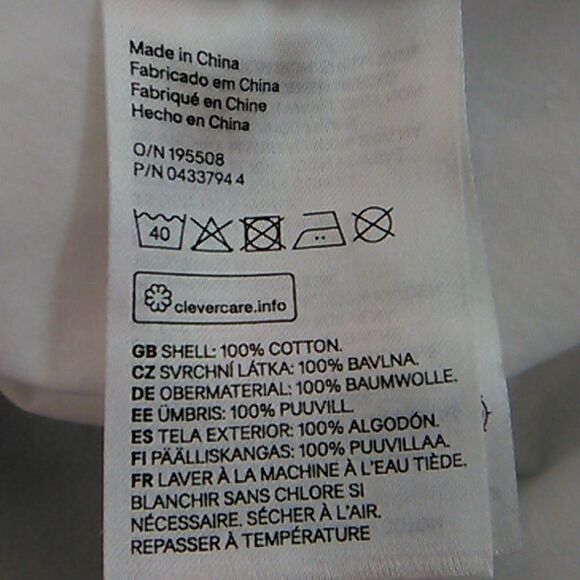 Made in China
Fabricado em China
Fabriqué en Chine
Hecho en China
O/N 195508
P/N 0433794 4
40
clevercare.info
GB SHELL: 100% COTTON.
CZ SVRCHNÍ LÁTKA: 100% BAVLNA.
DE OBERMATERIAL: 100% BAUMWOLLE.
EE ÜMBRIS: 100% PUUVILL.
ES TELA EXTERIOR: 100% ALGODÓN.
FI PÄÄLLISKANGAS: 100% PUUVILLAA.
FR LAVER À LA MACHINE À L'EAU TIÈDE.
BLANCHIR SANS CHLORE SI
NÉCESSAIRE. SÉCHER À L'AIR.
REPASSER À TEMPÉRATURE